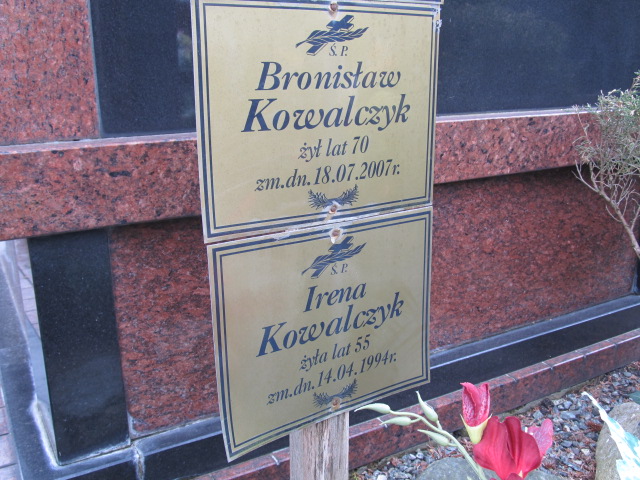 Ś. P.
Bronisław
Kowalczyk
żył lat 70
zm.dn.18.07.2007r.
Ś. P.
Irena
Kowalczyk
żyła lat 55
zm.dn.14.04.1994r.